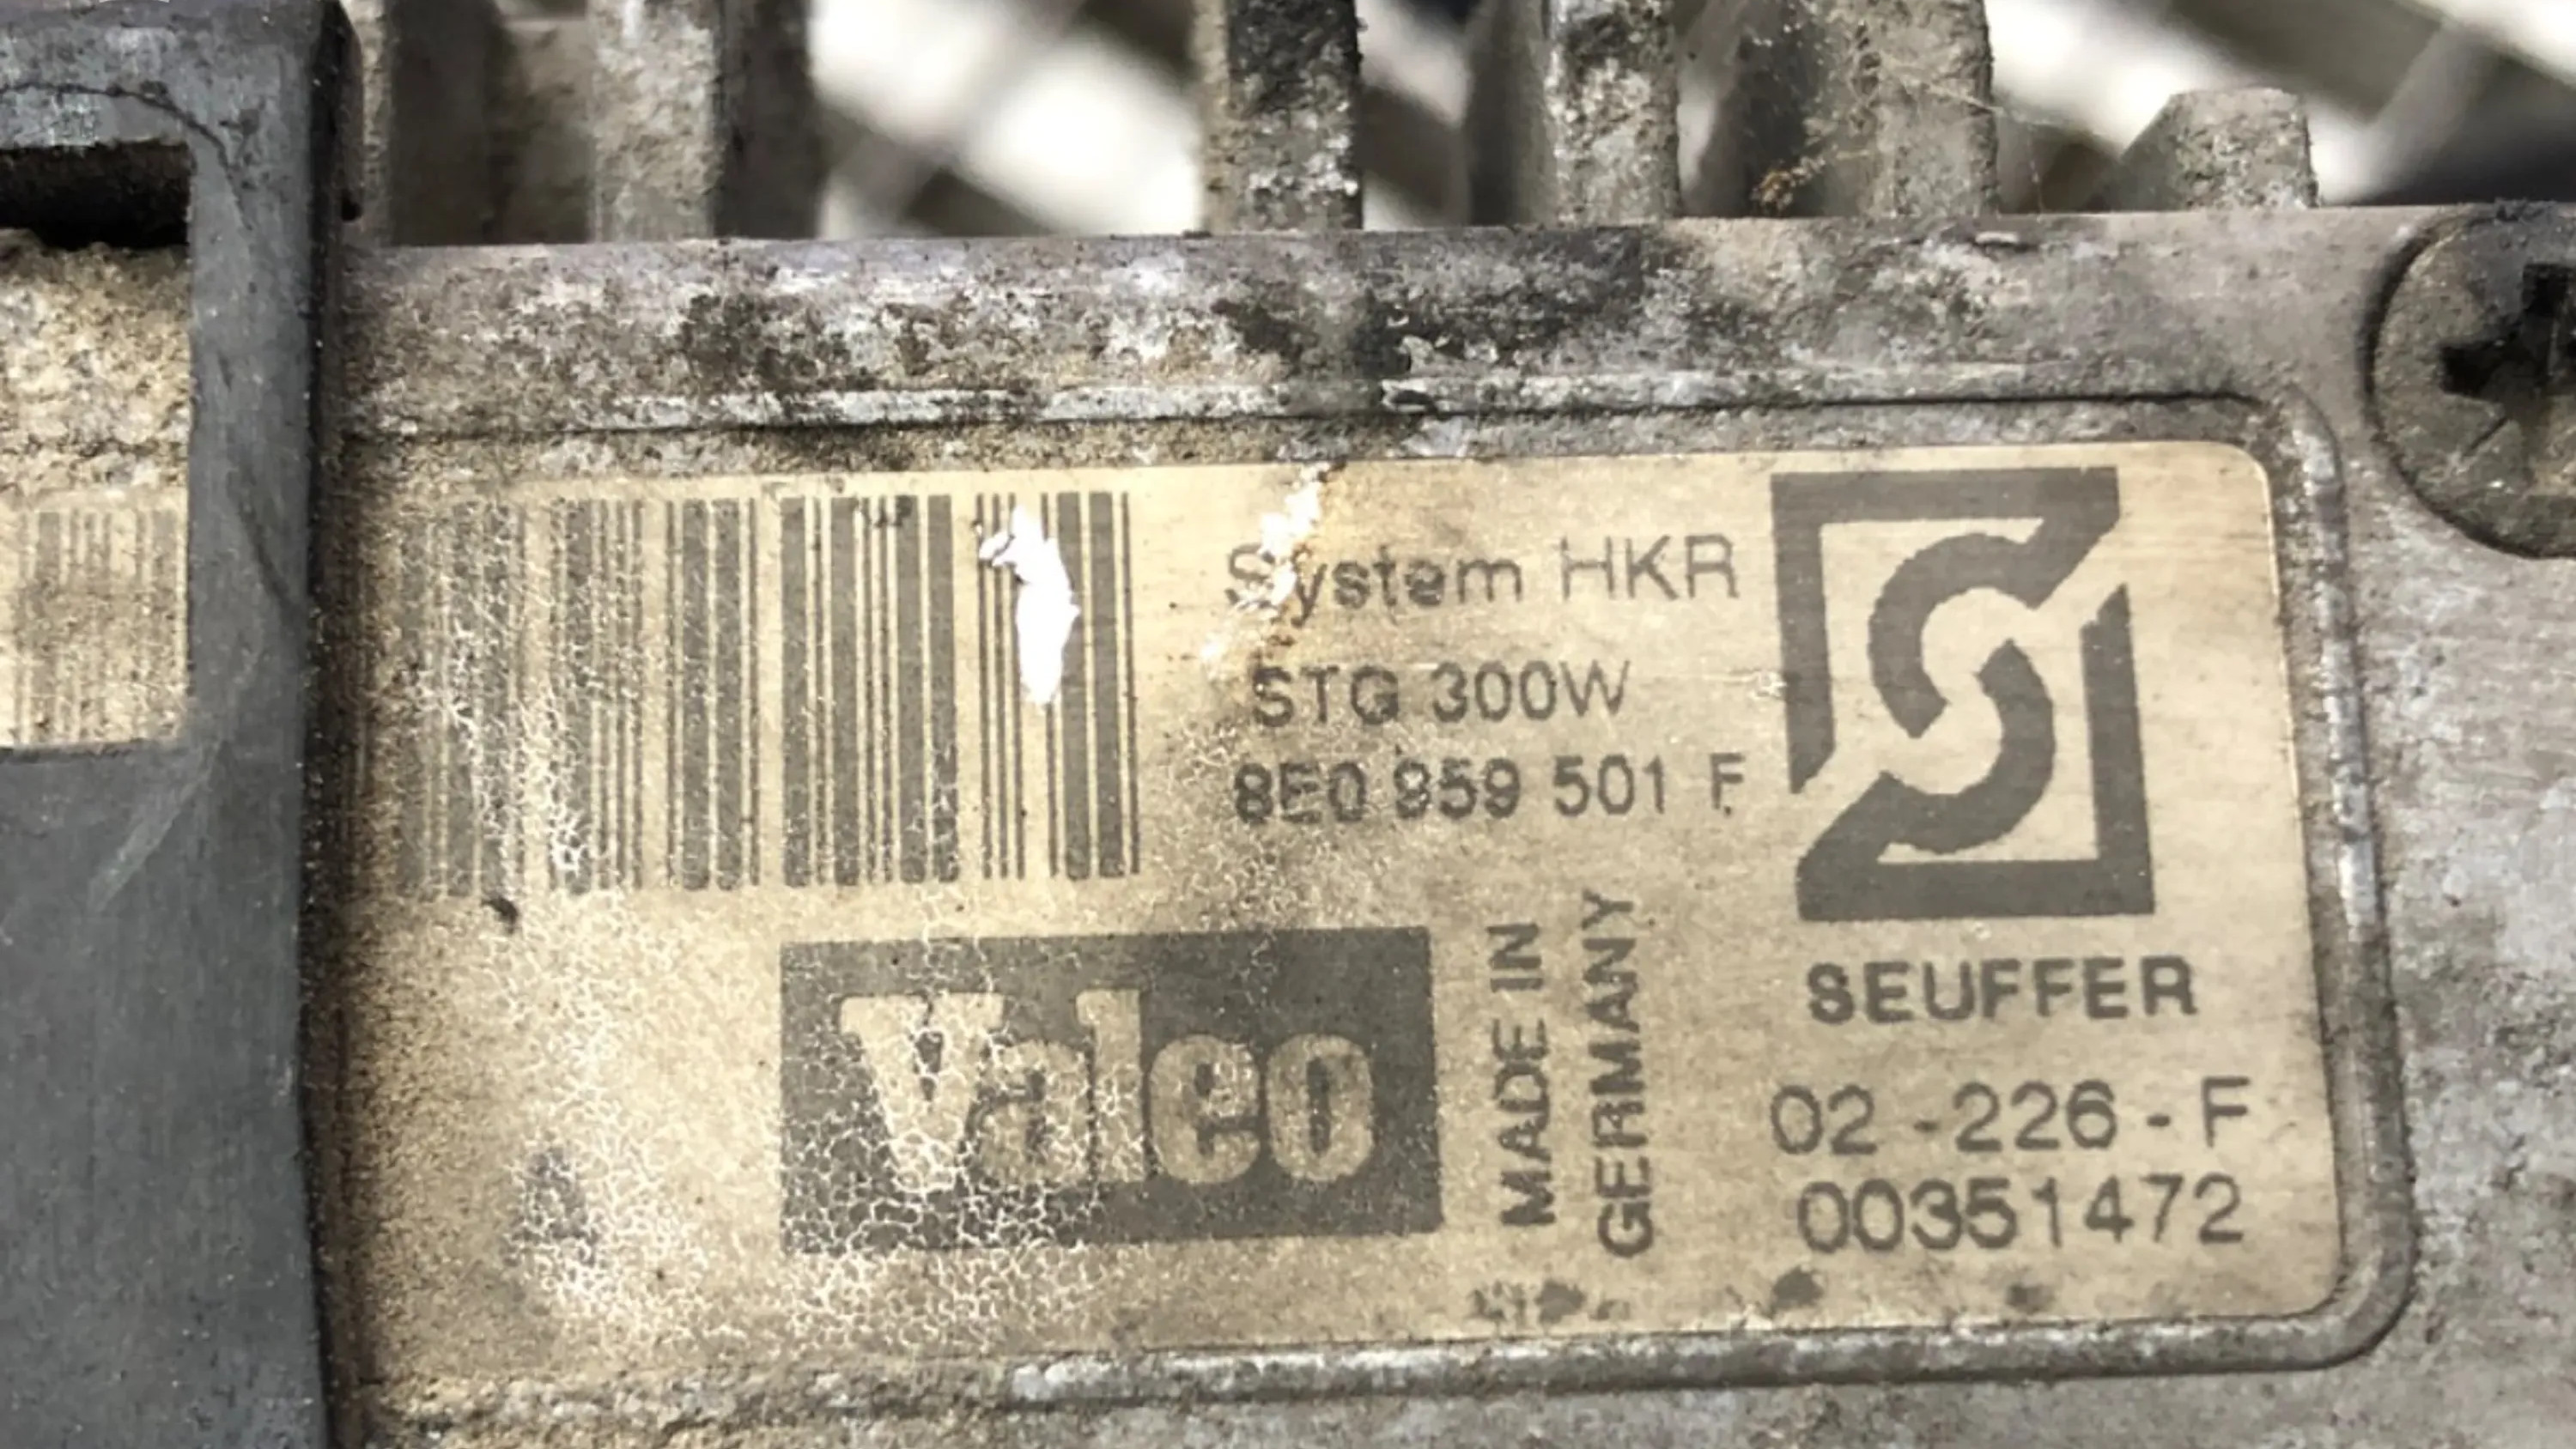 System HKR
STG 300W
8E0 959 501 F
Valeo
MADE IN
GERMANY
SEUFFER
02-226-F
00351472